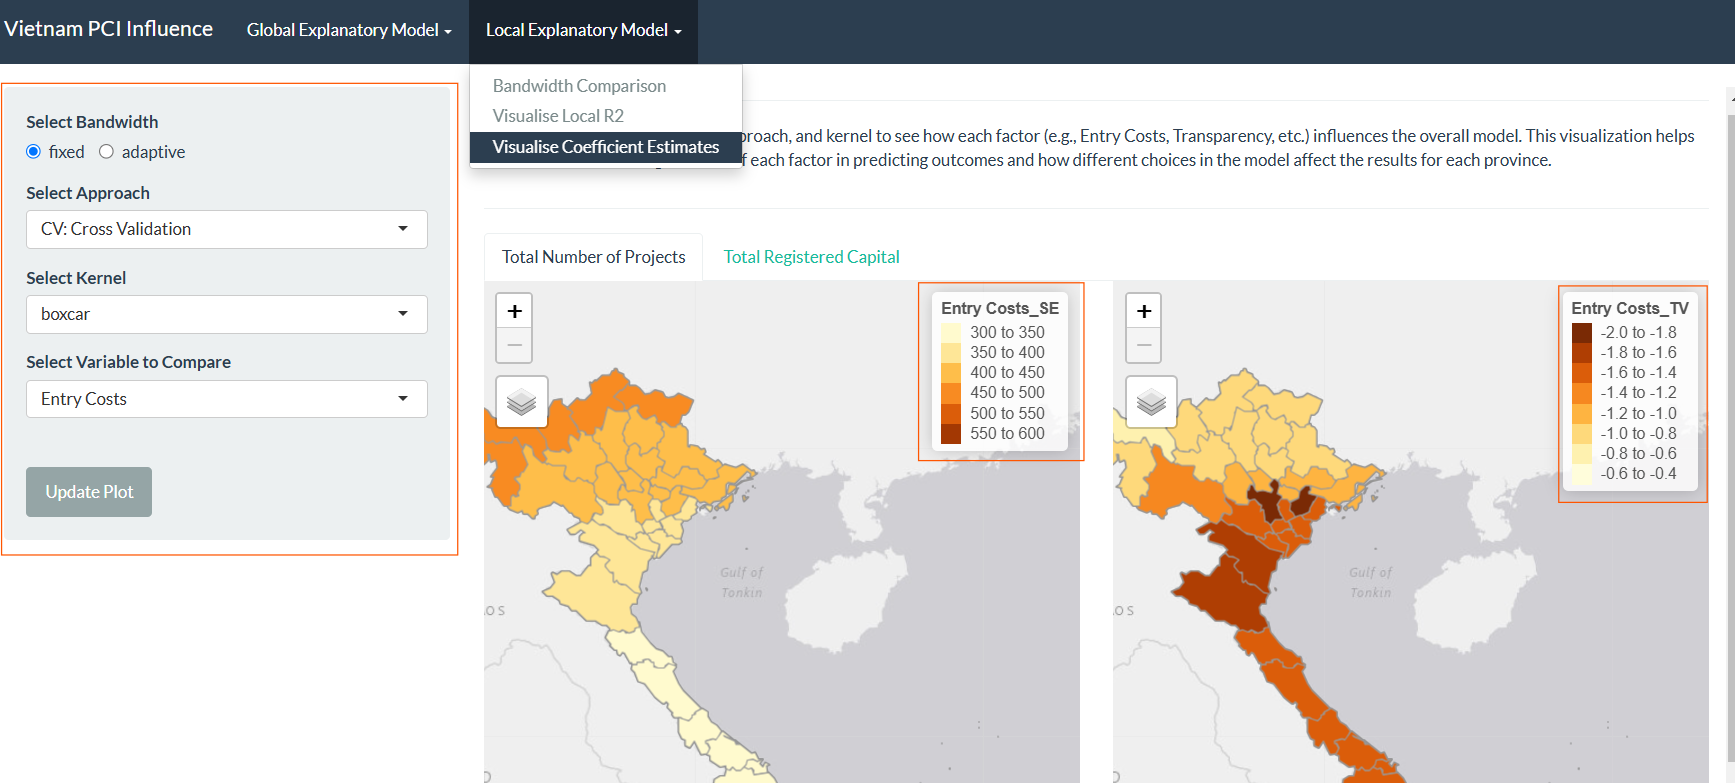 Vietnam PCI Influence
Global Explanatory Model
Local Explanatory Model
Bandwidth Comparison
Visualise Local R2
Visualise Coefficient Estimates
Select Bandwidth
fixed
adaptive
Select Approach
CV: Cross Validation
Select Kernel
boxcar
Select Variable to Compare
Entry Costs
Update Plot
and kernel to see how each factor (e.g., Entry Costs, Transparency, etc.) influences the overall model. This visualization helps
each factor in predicting outcomes and how different choices in the model affect the results for each province.
Total Number of Projects
Total Registered Capital
+
−
Entry Costs_SE
300 to 350
350 to 400
400 to 450
450 to 500
500 to 550
550 to 600
Gulf of
Tonkin
+
−
Entry Costs_TV
-2.0 to -1.8
-1.8 to -1.6
-1.6 to -1.4
-1.4 to -1.2
-1.2 to -1.0
-1.0 to -0.8
-0.8 to -0.6
-0.6 to -0.4
Gulf of
Tonkin